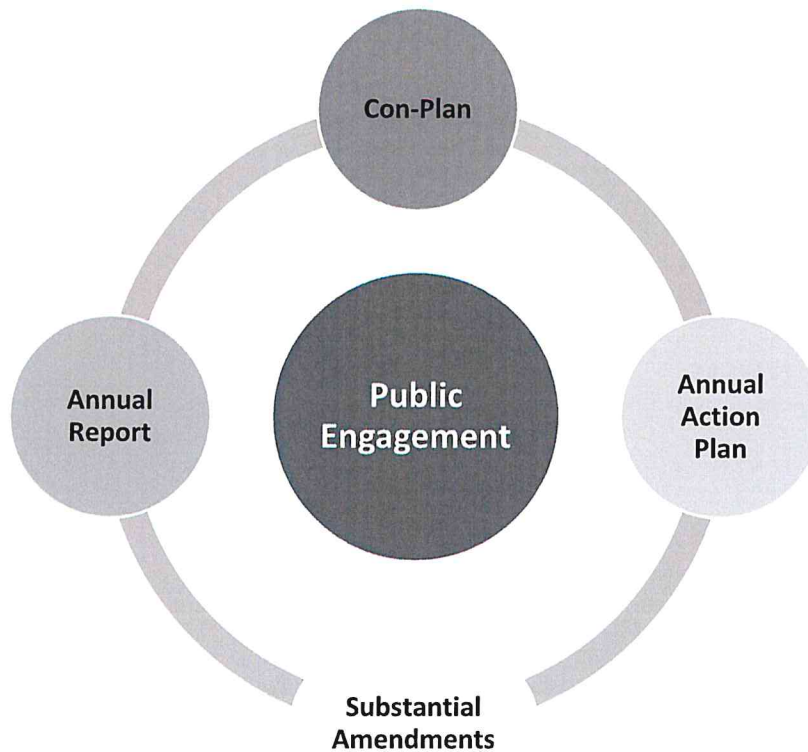 Con-Plan
Annual
Report
Public
Engagement
Annual
Action
Plan
Substantial
Amendments